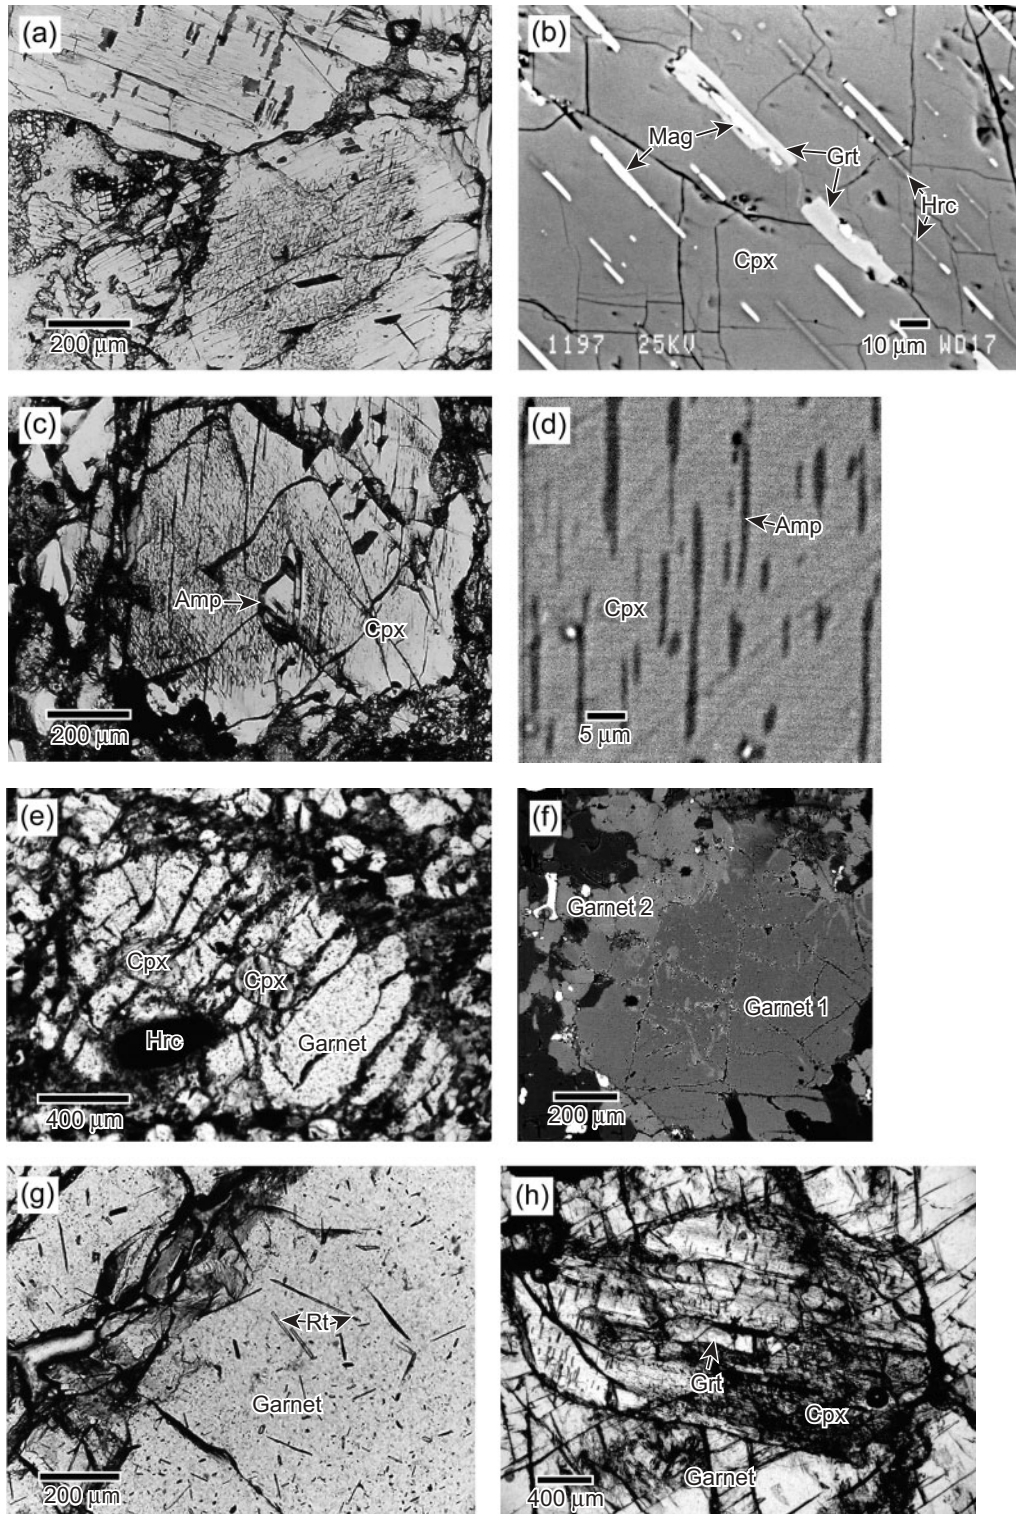 (a)
200 μm
(b)
Mag
Grt
Hrc
Cpx
1197 25KV
10 μm
WD17
(c)
Amp
Cpx
200 μm
(d)
Amp
Cpx
5 μm
(e)
Cpx
Cpx
Hrc
Garnet
400 μm
(f)
Garnet 2
Garnet 1
200 μm
(g)
Rt
Garnet
200 μm
(h)
Grt
Cpx
Garnet
400 μm